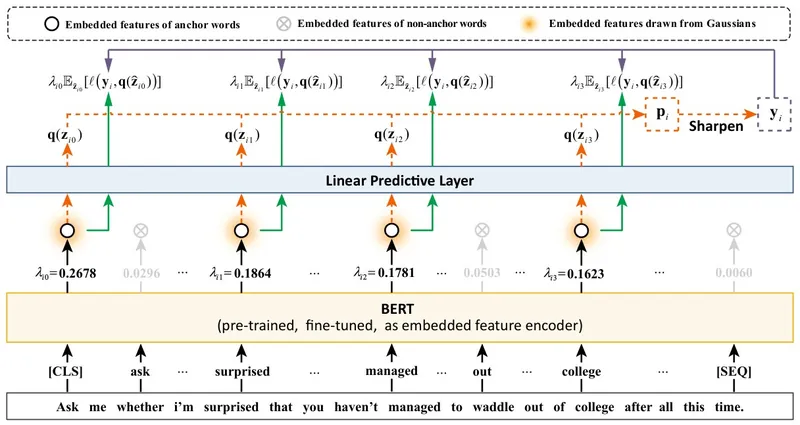 Embedded features of anchor words Embedded features of non-anchor words Embedded features drawn from Gaussians
λi0𝔼ẑi0[ℓ(yi,q(ẑi0))] λi1𝔼ẑi1[ℓ(yi,q(ẑi1))] λi2𝔼ẑi2[ℓ(yi,q(ẑi2))] λi3𝔼ẑi3[ℓ(yi,q(ẑi3))]
pi yi
Sharpen
q(zi0) q(zi1) q(zi2) q(zi3)
Linear Predictive Layer
λi0=0.2678 0.0296 ... λi1=0.1864 ... λi2=0.1781 ... 0.0503 ... λi3=0.1623 ... 0.0060
BERT
(pre-trained, fine-tuned, as embedded feature encoder)
[CLS] ask ... surprised ... managed ... out ... college ... [SEQ]
Ask me whether i'm surprised that you haven't managed to waddle out of college after all this time.